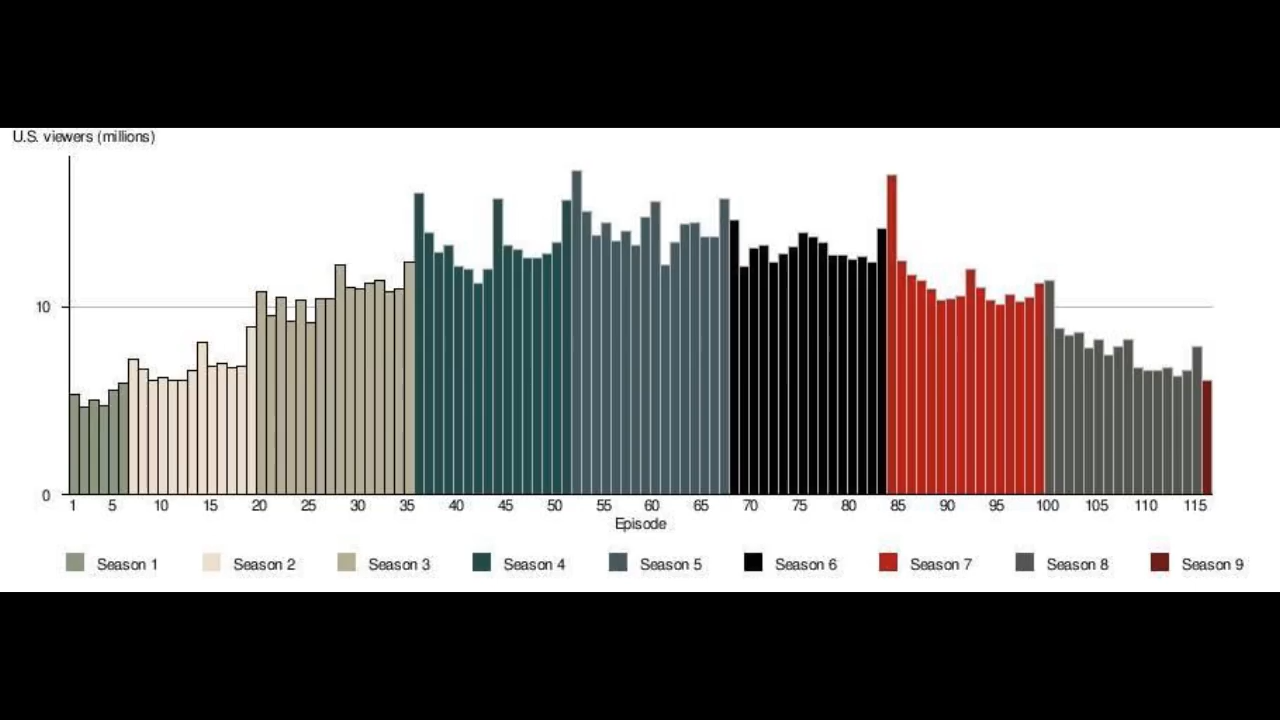 U.S. viewers (millions)
10
0
1 5 10 15 20 25 30 35 40 45 50 55 60 65 70 75 80 85 90 95 100 105 110 115
Episode
Season 1 Season 2 Season 3 Season 4 Season 5 Season 6 Season 7 Season 8 Season 9